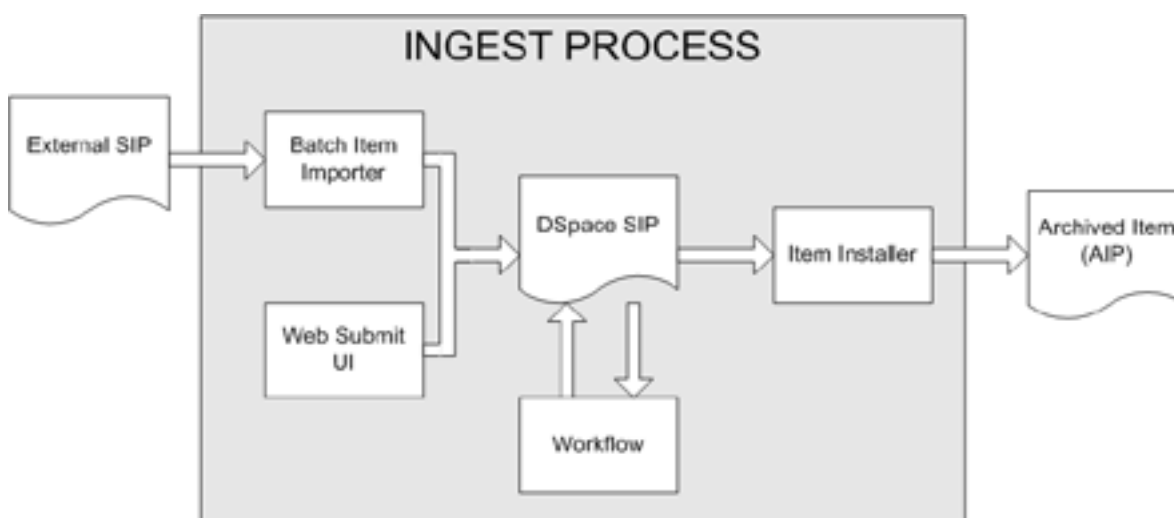 INGEST PROCESS
External SIP
Batch Item
Importer
DSpace SIP
Item Installer
Archived Item
(AIP)
Web Submit
UI
Workflow